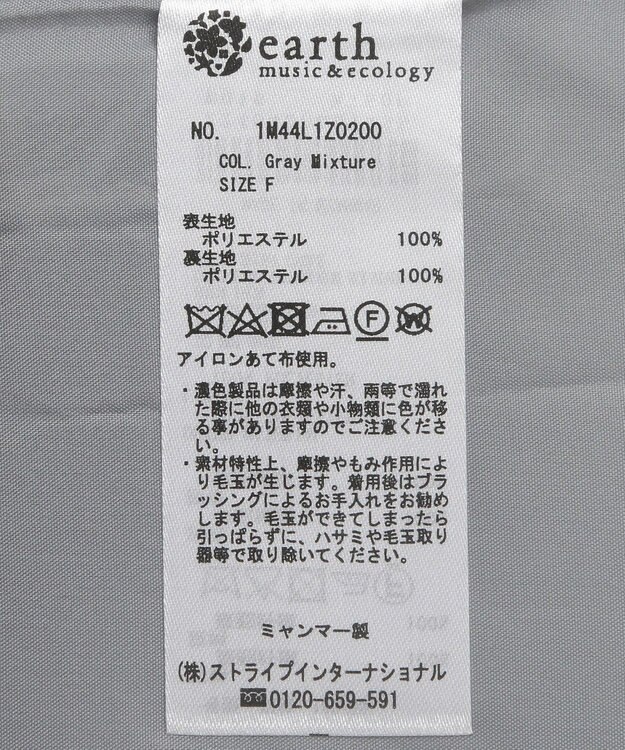 earth
music&ecology
NO. 1M44L1Z0200
COL. Gray Mixture
SIZE F
表生地
ポリエステル 100%
裏生地
ポリエステル 100%
F W
アイロンあて布使用。
・濃色製品は摩擦や汗、雨等で濡れ
た際に他の衣類や小物類に色が移
る事がありますのでご注意くださ
い。
・素材特性上、摩擦やもみ作用によ
り毛玉が生じます。着用後はブラ
ッシングによるお手入れをお勧め
します。毛玉ができてしまったら
引っぱらずに、ハサミや毛玉取り
器等で取り除いてください。
ミャンマー製
(株)ストライプインターナショナル
0120-659-591